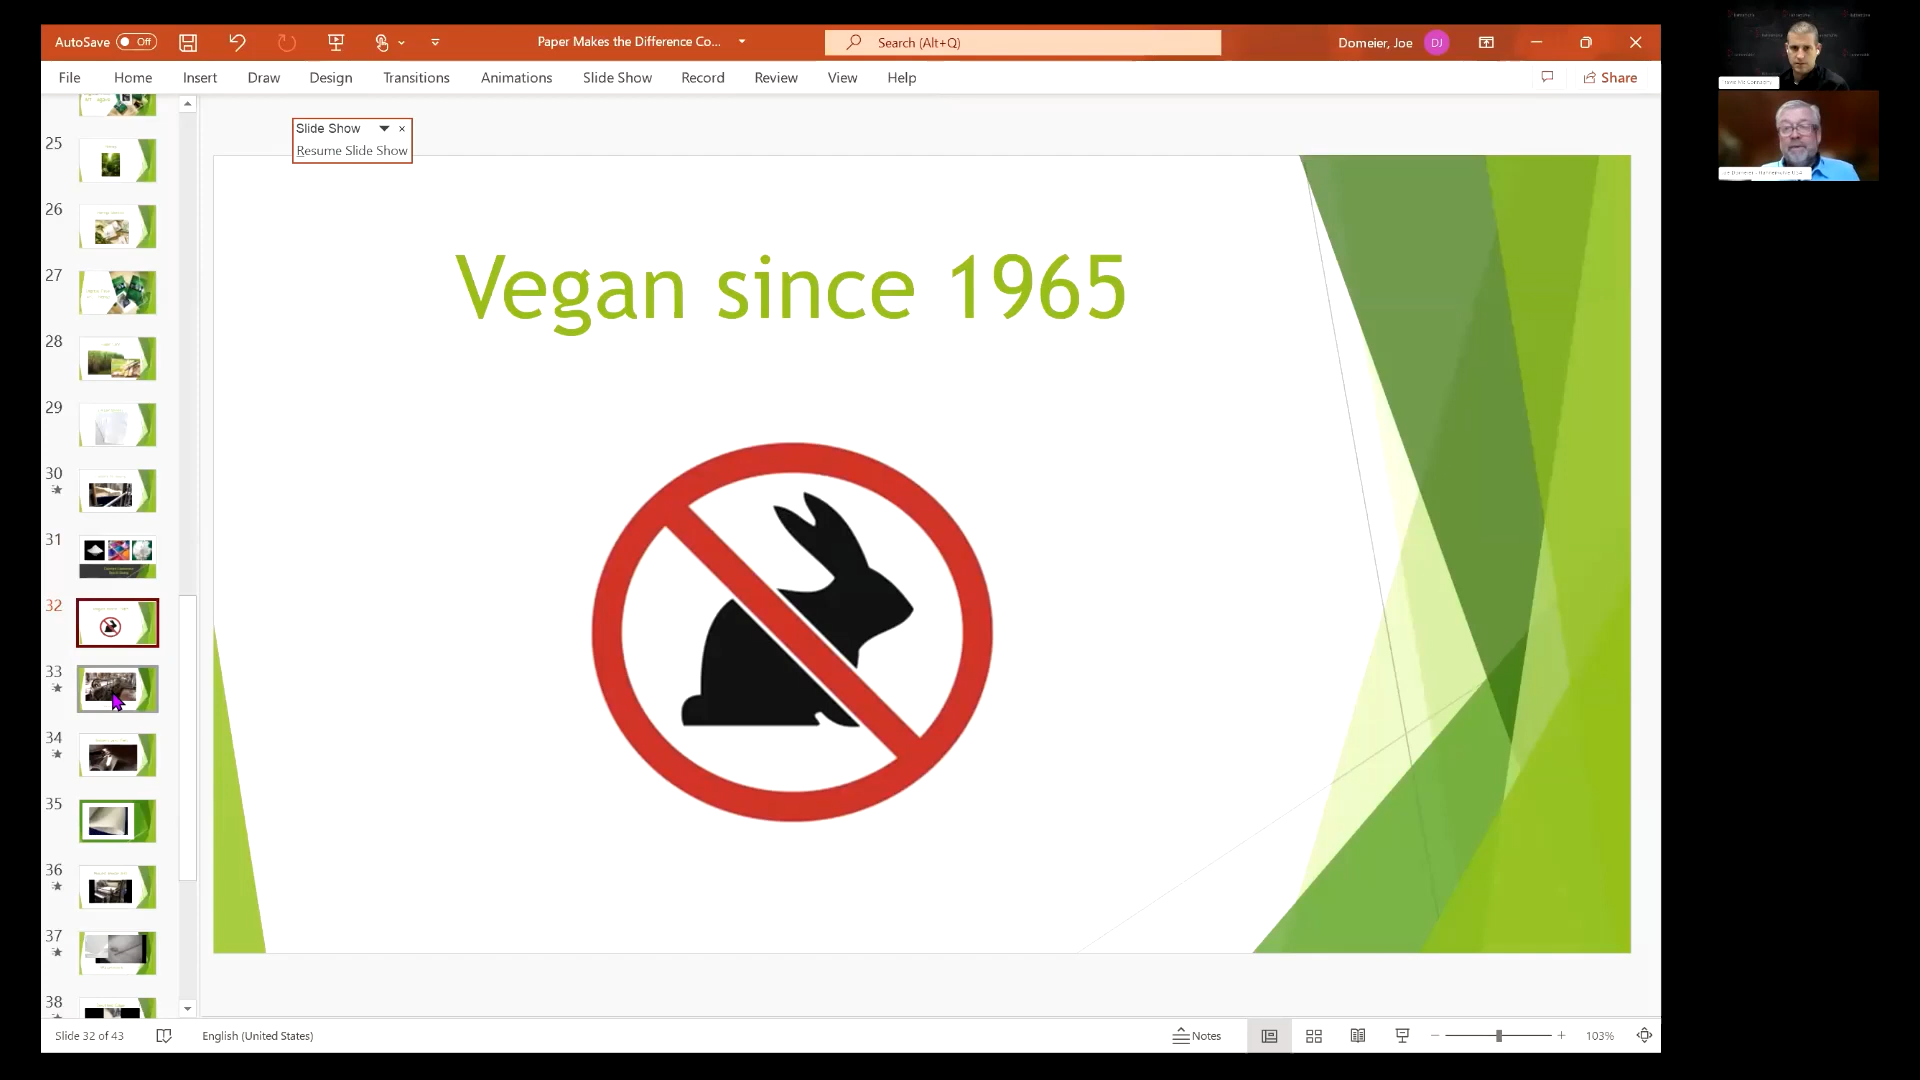 AutoSave Off
Paper Makes the Difference Co...
Search (Alt+Q)
Domeier, Joe DJ
File Home Insert Draw Design Transitions Animations Slide Show Record Review View Help
Share
Slide Show
Resume Slide Show
Vegan since 1965
25
26
27
28
29
30
31
32
33
34
35
36
37
38
Slide 32 of 43
English (United States)
Notes
103%